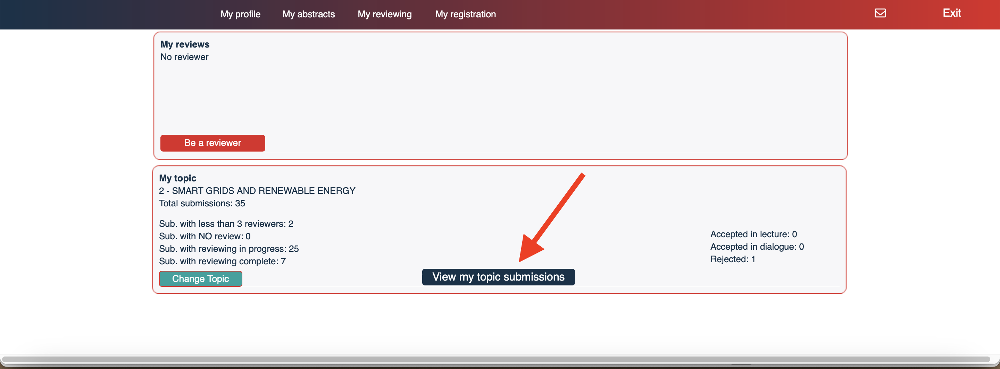 My profile My abstracts My reviewing My registration Exit
My reviews
No reviewer
Be a reviewer
My topic
2 - SMART GRIDS AND RENEWABLE ENERGY
Total submissions: 35
Sub. with less than 3 reviewers: 2
Sub. with NO review: 0
Sub. with reviewing in progress: 25
Sub. with reviewing complete: 7
Accepted in lecture: 0
Accepted in dialogue: 0
Rejected: 1
Change Topic
View my topic submissions